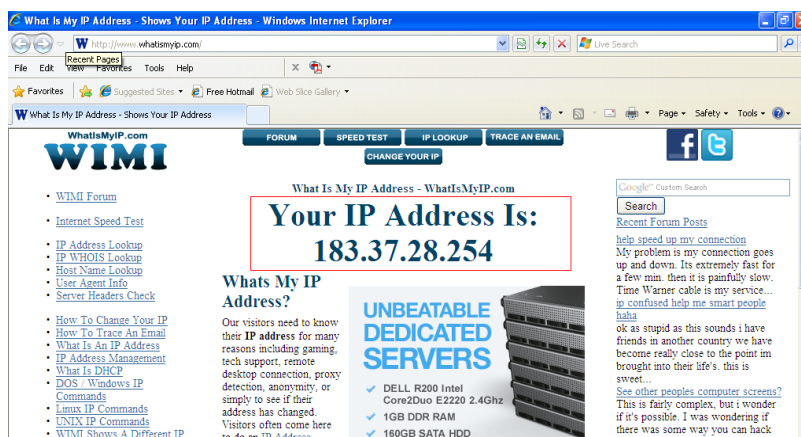 What Is My IP Address - Shows Your IP Address - Windows Internet Explorer
W http://www.whatismyip.com/
Live Search
Recent Pages
File Edit View Favorites Tools Help
X
Favorites Suggested Sites Free Hotmail Web Slice Gallery
W What Is My IP Address - Shows Your IP Address
Page Safety Tools
WhatIsMyIP.com
WIMI
FORUM SPEED TEST IP LOOKUP TRACE AN EMAIL
CHANGE YOUR IP
f t
• WIMI Forum
• Internet Speed Test
• IP Address Lookup
• IP WHOIS Lookup
• Host Name Lookup
• User Agent Info
• Server Headers Check
• How To Change Your IP
• How To Trace An Email
• What Is An IP Address
• IP Address Management
• What Is DHCP
• DOS / Windows IP
Commands
• Linux IP Commands
• UNIX IP Commands
• WIMI Shows A Different IP
What Is My IP Address - WhatIsMyIP.com
Your IP Address Is:
183.37.28.254
Whats My IP
Address?
Our visitors need to know
their IP address for many
reasons including gaming,
tech support, remote
desktop connection, proxy
detection, anonymity, or
simply to see if their
address has changed.
Visitors often come here
to do an IP Address
UNBEATABLE
DEDICATED
SERVERS
DELL R200 Intel
Core2Duo E2220 2.4Ghz
1GB DDR RAM
160GB SATA HDD
Google™ Custom Search
Search
Recent Forum Posts
help speed up my connection
My problem is my connection goes
up and down. Its extremely fast for
a few min. then it is painfully slow.
Time Warner cable is my service...
ip confused help me smart people
haha
ok as stupid as this sounds i have
friends in another country we have
become really close to the point im
brought into their life's. this is
sweet...
See other peoples computer screens?
This is fairly complex, but i wonder
if it's possible. I was wondering if
there was some way you can hack